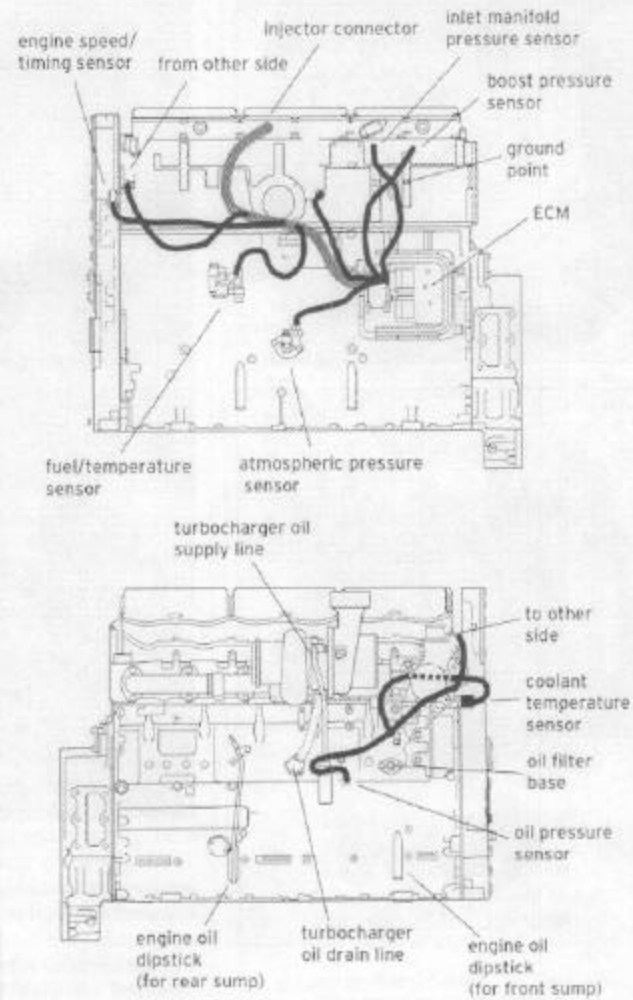 injector connector
inlet manifold
pressure sensor
engine speed/
timing sensor
from other side
boost pressure
sensor
ground
point
ECM
fuel/temperature
sensor
atmospheric pressure
sensor
turbocharger oil
supply line
to other
side
coolant
temperature
sensor
oil filter
base
oil pressure
sensor
engine oil
dipstick
(for rear sump)
turbocharger
oil drain line
engine oil
dipstick
(for front sump)